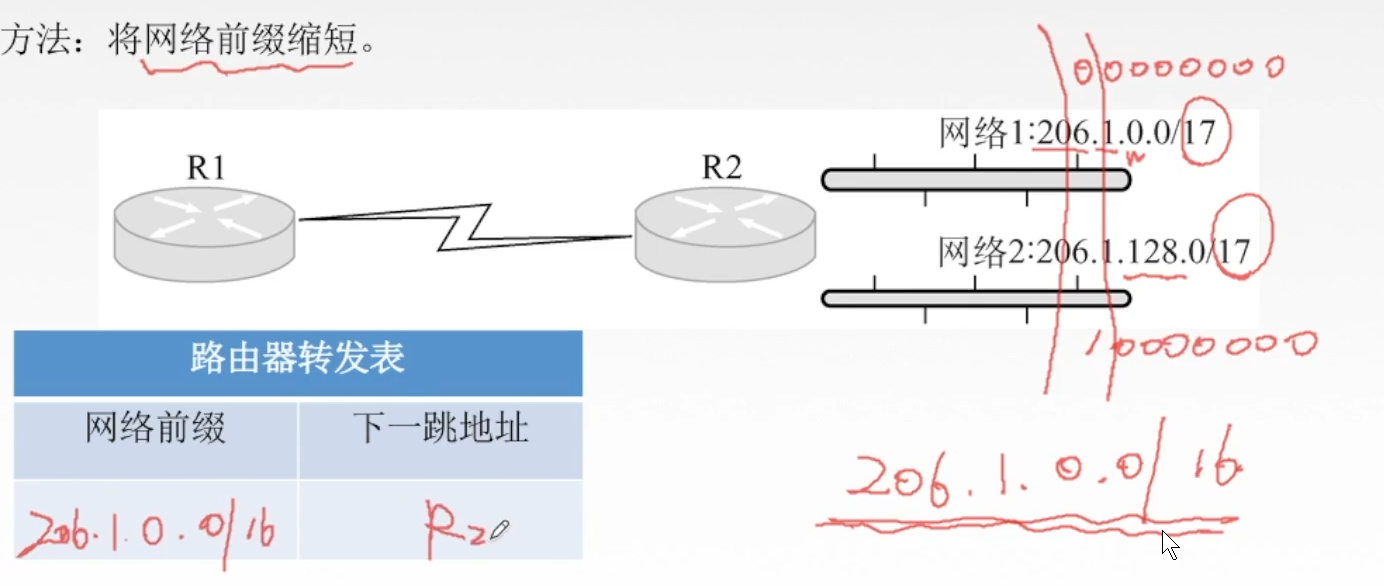 方法：将网络前缀缩短。
00000000
网络1:206.1.0.0/17
R1
R2
网络2:206.1.128.0/17
10000000
路由器转发表
网络前缀 下一跳地址
206.1.0.0/16
206.1.0.0/16 R2